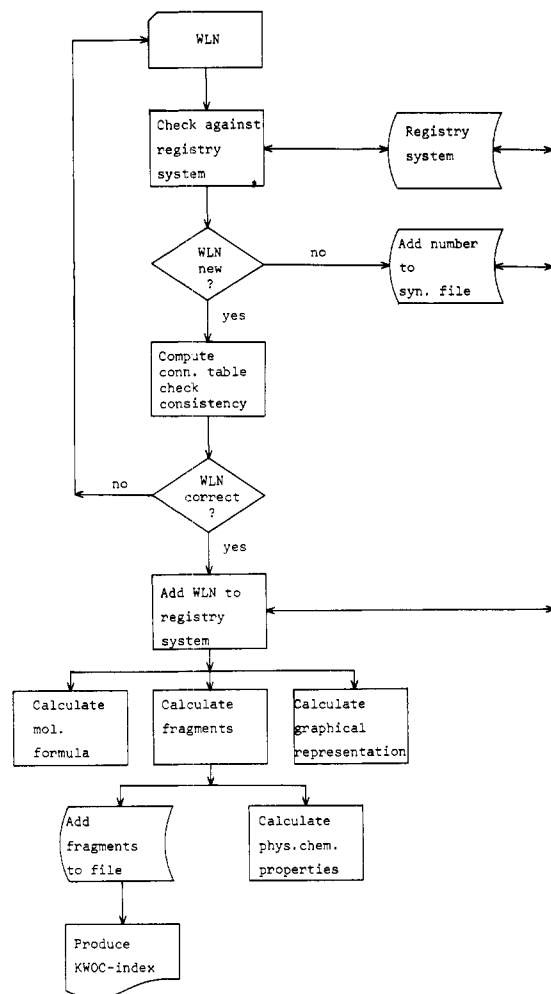 WLN
Check against
registry
system
Registry
system
WLN
new
?
no
Add number
to
syn. file
yes
Compute
conn. table
check
consistency
WLN
correct
?
no
yes
Add WLN to
registry
system
Calculate
mol.
formula
Calculate
fragments
Calculate
graphical
representation
Add
fragments
to file
Calculate
phys.chem.
properties
Produce
KWOC-index